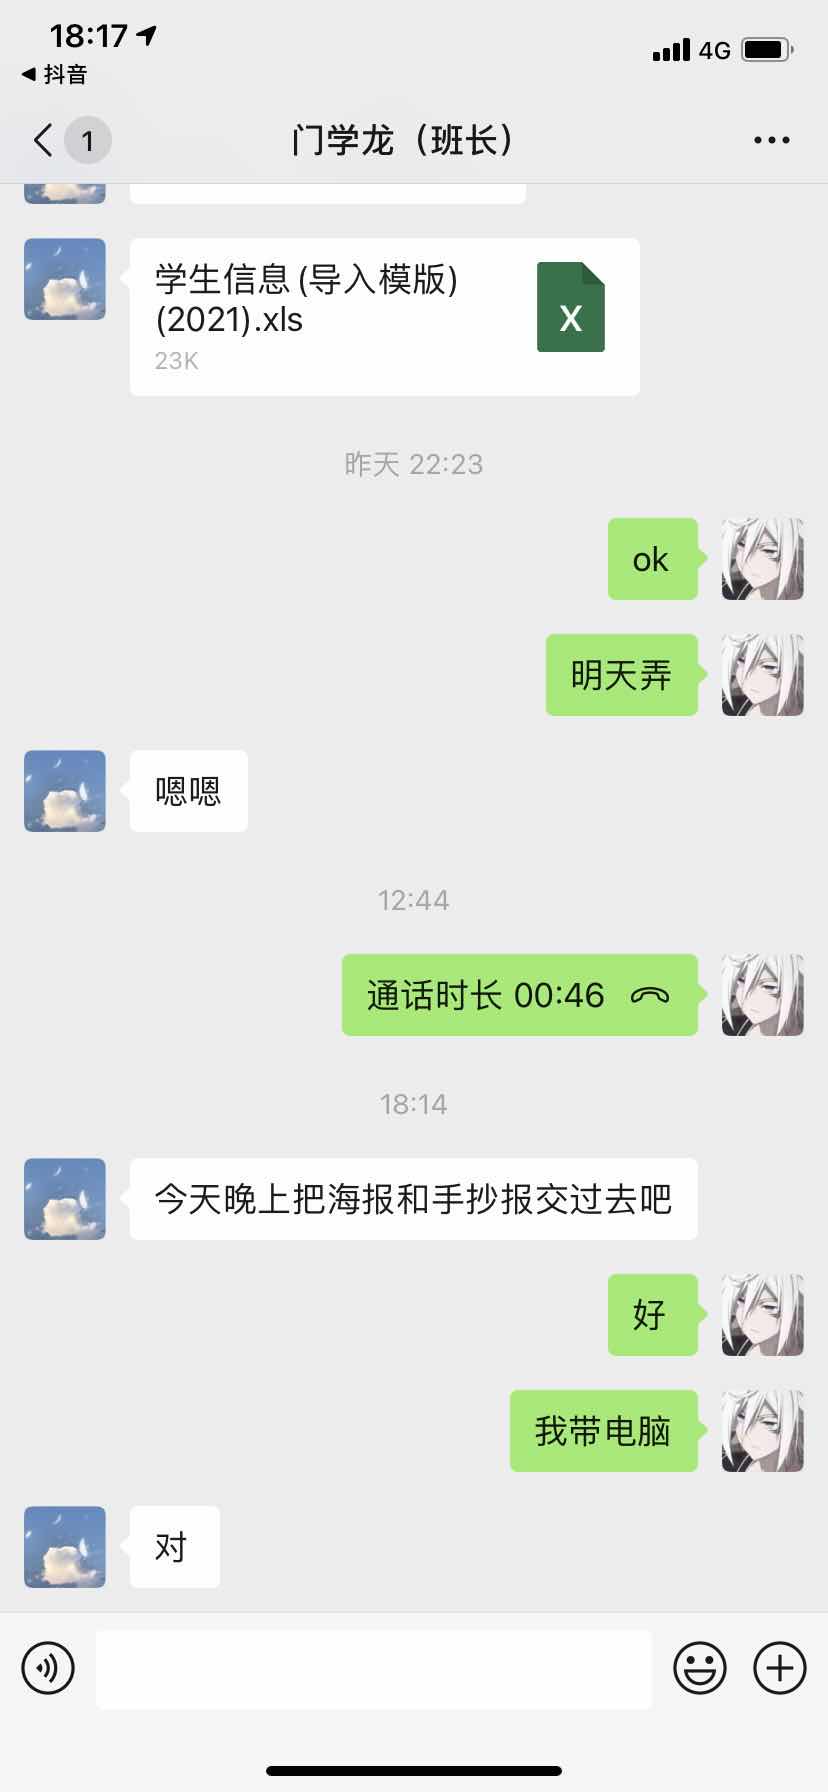 18:17
4G
抖音
1
门学龙（班长）
学生信息(导入模版)
(2021).xls
23K
X
昨天 22:23
ok
明天弄
嗯嗯
12:44
通话时长 00:46
18:14
今天晚上把海报和手抄报交过去吧
好
我带电脑
对